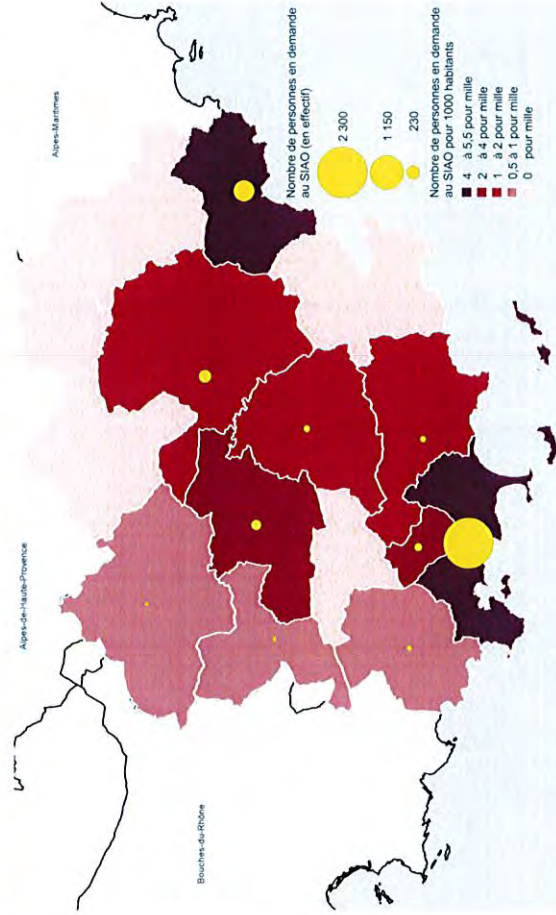 Alpes-de-Haute-Provence
Alpes-Maritimes
Bouches-du-Rhône
Nombre de personnes en demande
au SIAO (en effectif)
2 300
1 150
230
Nombre de personnes en demande
au SIAO pour 1000 habitants
4 à 5,5 pour mille
2 à 4 pour mille
1 à 2 pour mille
0,5 à 1 pour mille
0 pour mille